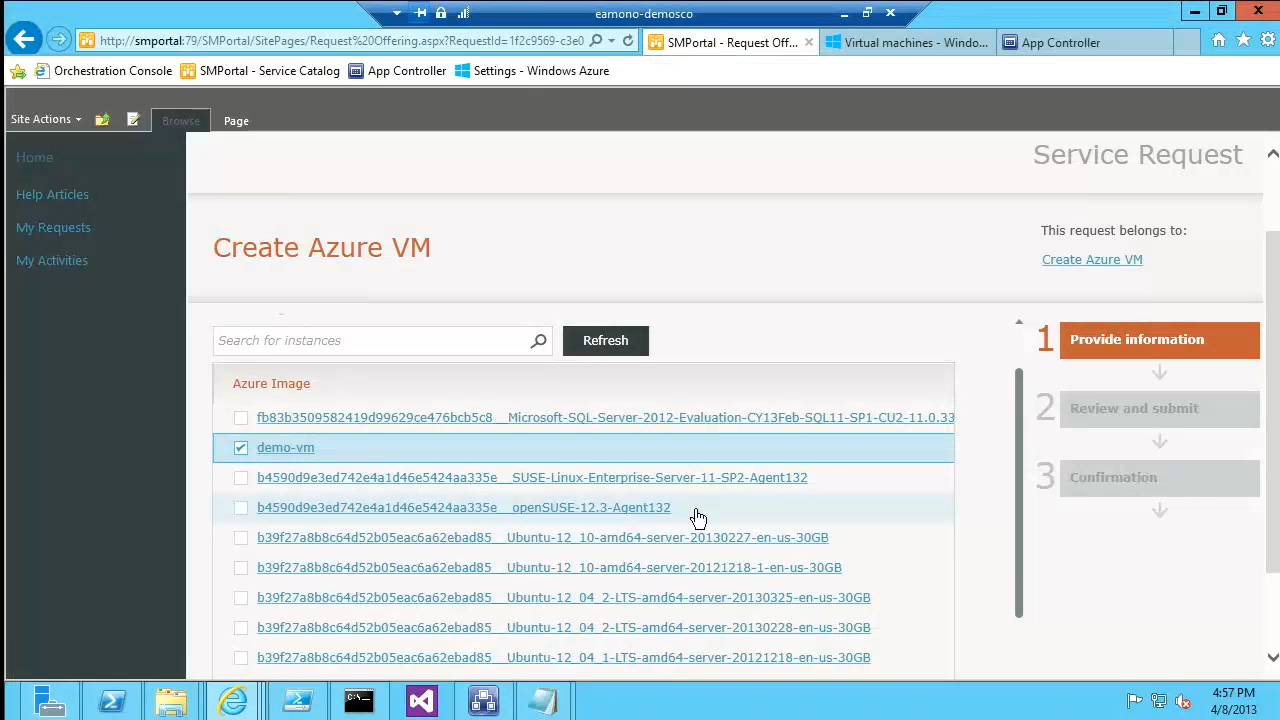 eamono-demosco
http://smportal:79/SMPortal/SitePages/Request%20Offering.aspx?RequestId=1f2c9569-c3e0
SMPortal - Request Off...
Virtual machines - Windo...
App Controller
Orchestration Console
SMPortal - Service Catalog
App Controller
Settings - Windows Azure
Site Actions
Browse
Page
Home
Help Articles
My Requests
My Activities
Service Request
Create Azure VM
This request belongs to:
Create Azure VM
Search for instances
Refresh
Azure Image
fb83b3509582419d99629ce476bcb5c8__Microsoft-SQL-Server-2012-Evaluation-CY13Feb-SQL11-SP1-CU2-11.0.33
demo-vm
b4590d9e3ed742e4a1d46e5424aa335e__SUSE-Linux-Enterprise-Server-11-SP2-Agent132
b4590d9e3ed742e4a1d46e5424aa335e__openSUSE-12.3-Agent132
b39f27a8b8c64d52b05eac6a62ebad85__Ubuntu-12_10-amd64-server-20130227-en-us-30GB
b39f27a8b8c64d52b05eac6a62ebad85__Ubuntu-12_10-amd64-server-20121218-1-en-us-30GB
b39f27a8b8c64d52b05eac6a62ebad85__Ubuntu-12_04_2-LTS-amd64-server-20130325-en-us-30GB
b39f27a8b8c64d52b05eac6a62ebad85__Ubuntu-12_04_2-LTS-amd64-server-20130228-en-us-30GB
b39f27a8b8c64d52b05eac6a62ebad85__Ubuntu-12_04_1-LTS-amd64-server-20121218-en-us-30GB
1 Provide information
2 Review and submit
3 Confirmation
4:57 PM
4/8/2013